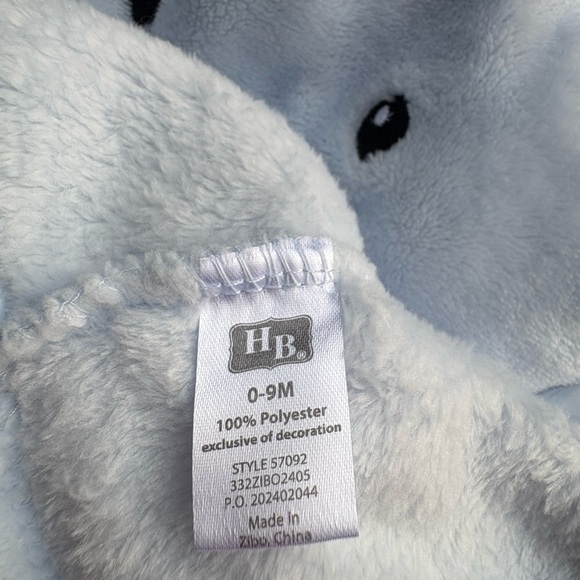 HB®
0-9M
100% Polyester
exclusive of decoration
STYLE 57092
332ZIBO2405
P.O. 202402044
Made In
Zibo, China